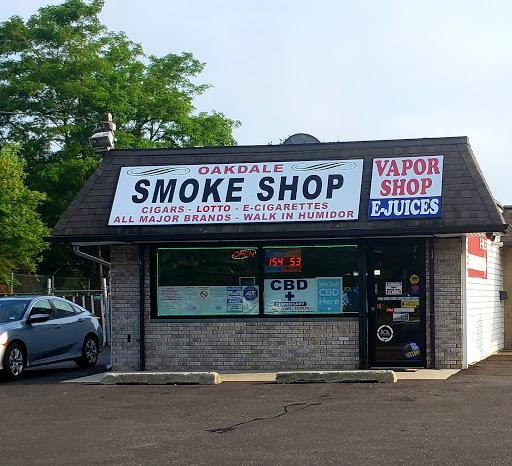 OAKDALE
SMOKE SHOP
CIGARS - LOTTO - E-CIGARETTES
ALL MAJOR BRANDS - WALK IN HUMIDOR
VAPOR
SHOP
E-JUICES
OPEN
154 53
CBD
+
We Sell
CBD
Here